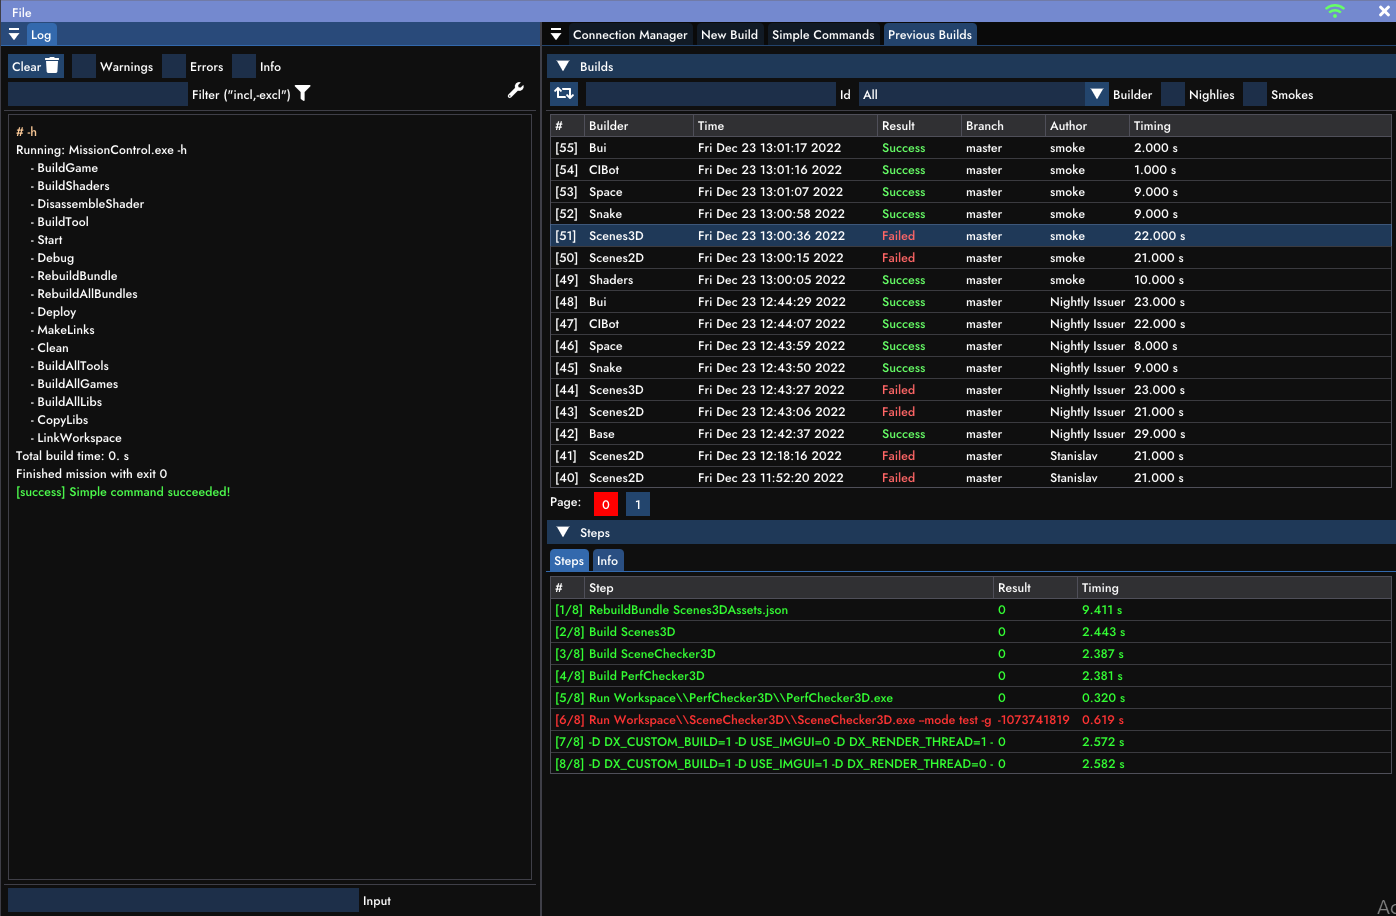 File
Log
Clear Warnings Errors Info
Filter ("incl,-excl")
# -h
Running: MissionControl.exe -h
- BuildGame
- BuildShaders
- DisassembleShader
- BuildTool
- Start
- Debug
- RebuildBundle
- RebuildAllBundles
- Deploy
- MakeLinks
- Clean
- BuildAllTools
- BuildAllGames
- BuildAllLibs
- CopyLibs
- LinkWorkspace
Total build time: 0. s
Finished mission with exit 0
[success] Simple command succeeded!
Input
Connection Manager New Build Simple Commands Previous Builds
Builds
Id All Builder Nighlies Smokes
# Builder Time Result Branch Author Timing
[55] Bui Fri Dec 23 13:01:17 2022 Success master smoke 2.000 s
[54] CIBot Fri Dec 23 13:01:16 2022 Success master smoke 1.000 s
[53] Space Fri Dec 23 13:01:07 2022 Success master smoke 9.000 s
[52] Snake Fri Dec 23 13:00:58 2022 Success master smoke 9.000 s
[51] Scenes3D Fri Dec 23 13:00:36 2022 Failed master smoke 22.000 s
[50] Scenes2D Fri Dec 23 13:00:15 2022 Failed master smoke 21.000 s
[49] Shaders Fri Dec 23 13:00:05 2022 Success master smoke 10.000 s
[48] Bui Fri Dec 23 12:44:29 2022 Success master Nightly Issuer 23.000 s
[47] CIBot Fri Dec 23 12:44:07 2022 Success master Nightly Issuer 22.000 s
[46] Space Fri Dec 23 12:43:59 2022 Success master Nightly Issuer 8.000 s
[45] Snake Fri Dec 23 12:43:50 2022 Success master Nightly Issuer 9.000 s
[44] Scenes3D Fri Dec 23 12:43:27 2022 Failed master Nightly Issuer 23.000 s
[43] Scenes2D Fri Dec 23 12:43:06 2022 Failed master Nightly Issuer 21.000 s
[42] Base Fri Dec 23 12:42:37 2022 Success master Nightly Issuer 29.000 s
[41] Scenes2D Fri Dec 23 12:18:16 2022 Failed master Stanislav 21.000 s
[40] Scenes2D Fri Dec 23 11:52:20 2022 Failed master Stanislav 21.000 s
Page: 0 1
Steps
Steps Info
# Step Result Timing
[1/8] RebuildBundle Scenes3DAssets.json 0 9.411 s
[2/8] Build Scenes3D 0 2.443 s
[3/8] Build SceneChecker3D 0 2.387 s
[4/8] Build PerfChecker3D 0 2.381 s
[5/8] Run Workspace\\PerfChecker3D\\PerfChecker3D.exe 0 0.320 s
[6/8] Run Workspace\\SceneChecker3D\\SceneChecker3D.exe --mode test -g -1073741819 0.619 s
[7/8] -D DX_CUSTOM_BUILD=1 -D USE_IMGUI=0 -D DX_RENDER_THREAD=1 - 0 2.572 s
[8/8] -D DX_CUSTOM_BUILD=1 -D USE_IMGUI=1 -D DX_RENDER_THREAD=0 - 0 2.582 s